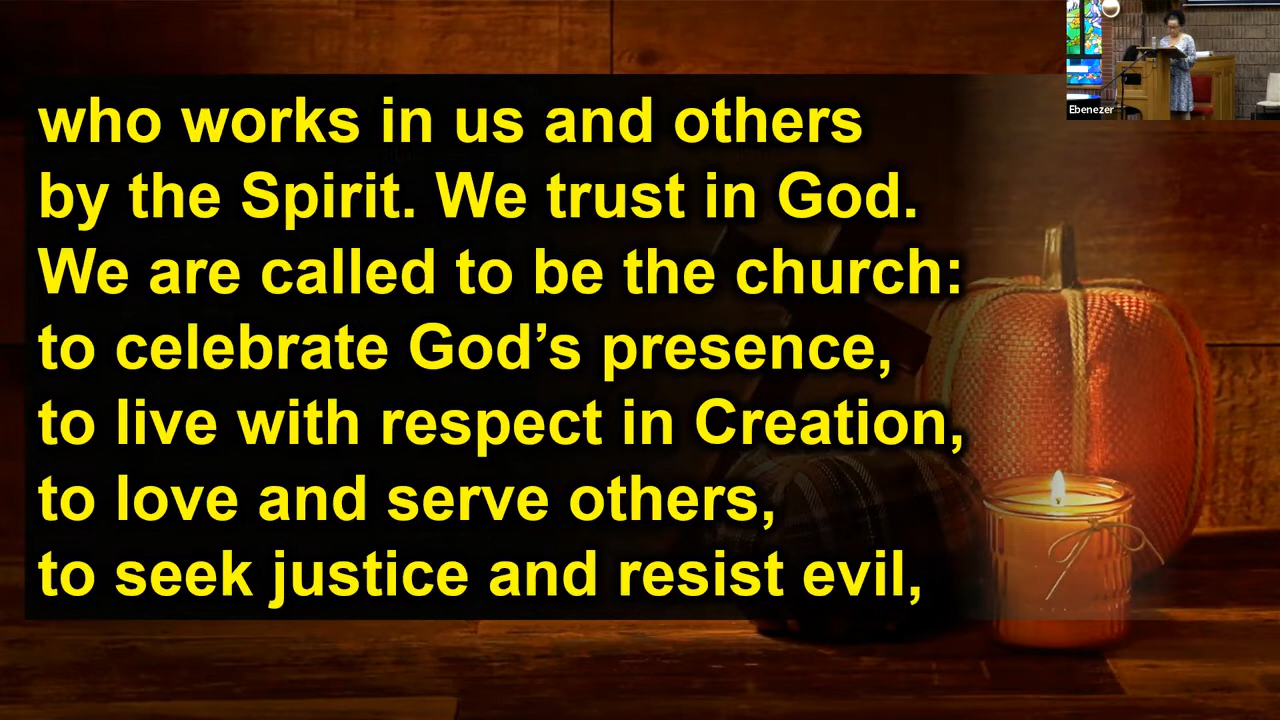 who works in us and others
by the Spirit. We trust in God.
We are called to be the church:
to celebrate God’s presence,
to live with respect in Creation,
to love and serve others,
to seek justice and resist evil,
Ebenezer